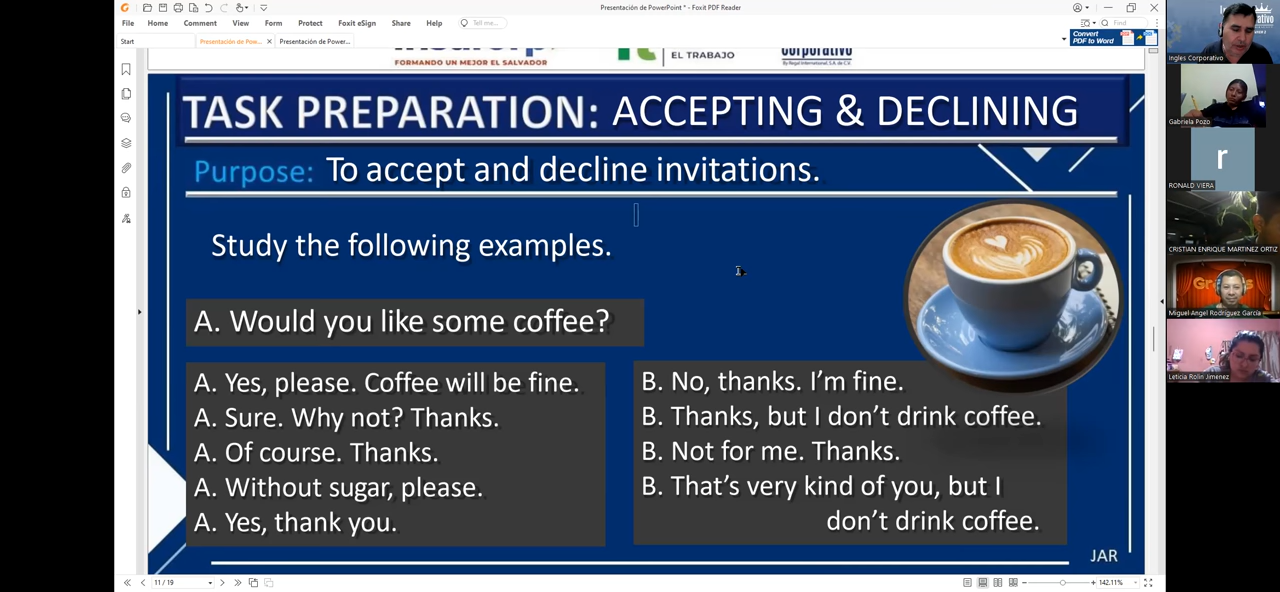 Presentación de PowerPoint * - Foxit PDF Reader
File Home Comment View Form Protect Foxit eSign Share Help Tell me... Find
Start Presentación de Pow... Presentación de Power... Convert PDF to Word
FORMANDO UN MEJOR EL SALVADOR
EL TRABAJO
Corporativo
TASK PREPARATION: ACCEPTING & DECLINING
Purpose: To accept and decline invitations.
Study the following examples.
A. Would you like some coffee?
A. Yes, please. Coffee will be fine.
A. Sure. Why not? Thanks.
A. Of course. Thanks.
A. Without sugar, please.
A. Yes, thank you.
B. No, thanks. I'm fine.
B. Thanks, but I don't drink coffee.
B. Not for me. Thanks.
B. That's very kind of you, but I
don't drink coffee.
JAR
11 / 19
142.11%
Ingles Corporativo
Gabriela Pozo
r
RONALD VIERA
CRISTIAN ENRIQUE MARTINEZ ORTIZ
Miguel Angel Rodriguez Garcia
Leticia Rolin Jimenez